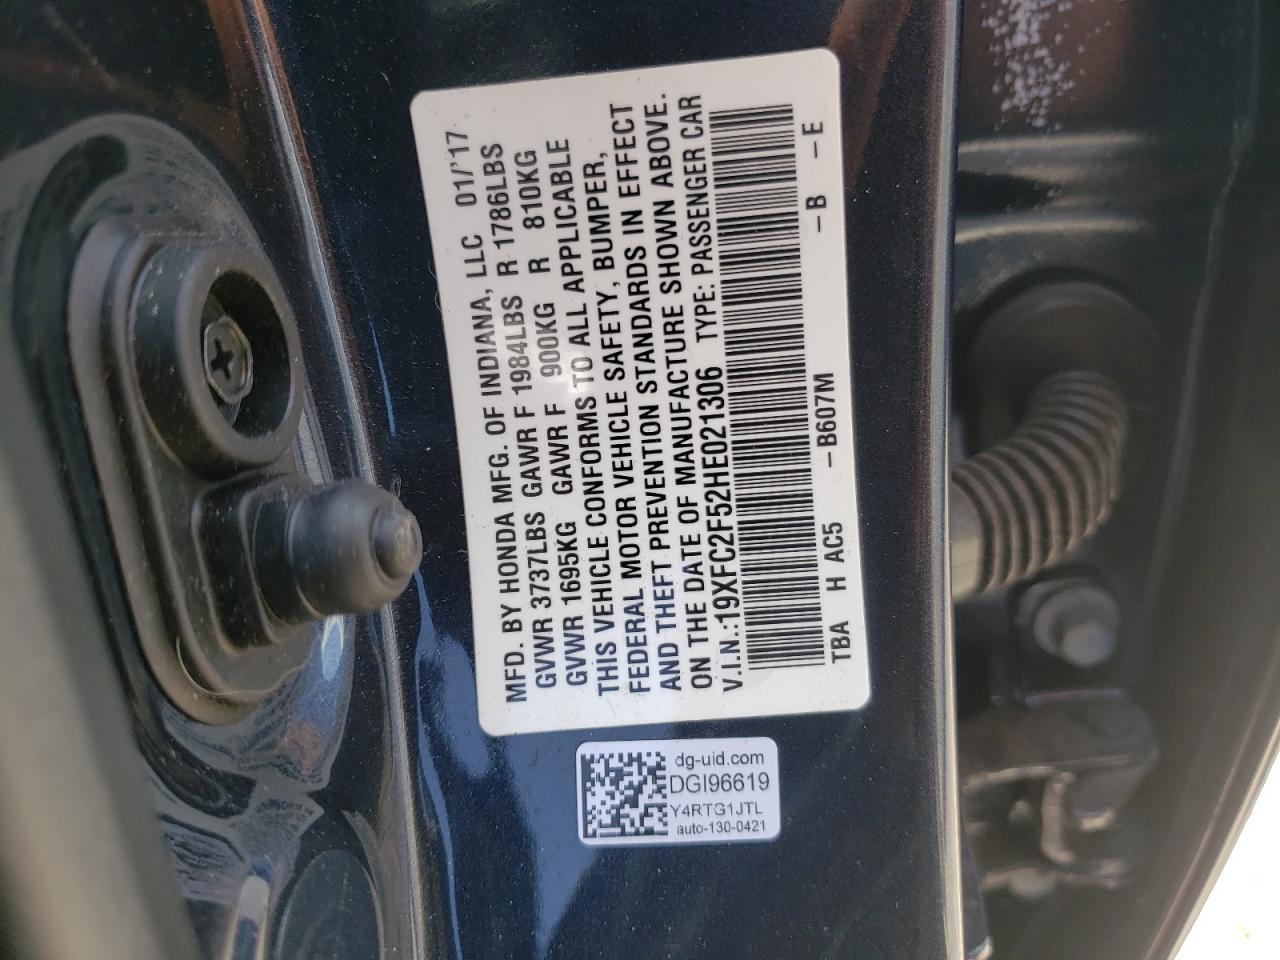 MFD. BY HONDA MFG. OF INDIANA, LLC 01/'17
GVWR 3737LBS GAWR F 1984LBS R 1786LBS
GVWR 1695KG GAWR F 900KG R 810KG
THIS VEHICLE CONFORMS TO ALL APPLICABLE
FEDERAL MOTOR VEHICLE SAFETY, BUMPER,
AND THEFT PREVENTION STANDARDS IN EFFECT
ON THE DATE OF MANUFACTURE SHOWN ABOVE.
V.I.N.:19XFC2F52HE021306 TYPE: PASSENGER CAR
TBA H AC5 –B607M –B –E
dg-uid.com
DGI96619
Y4RTG1JTL
auto-130-0421